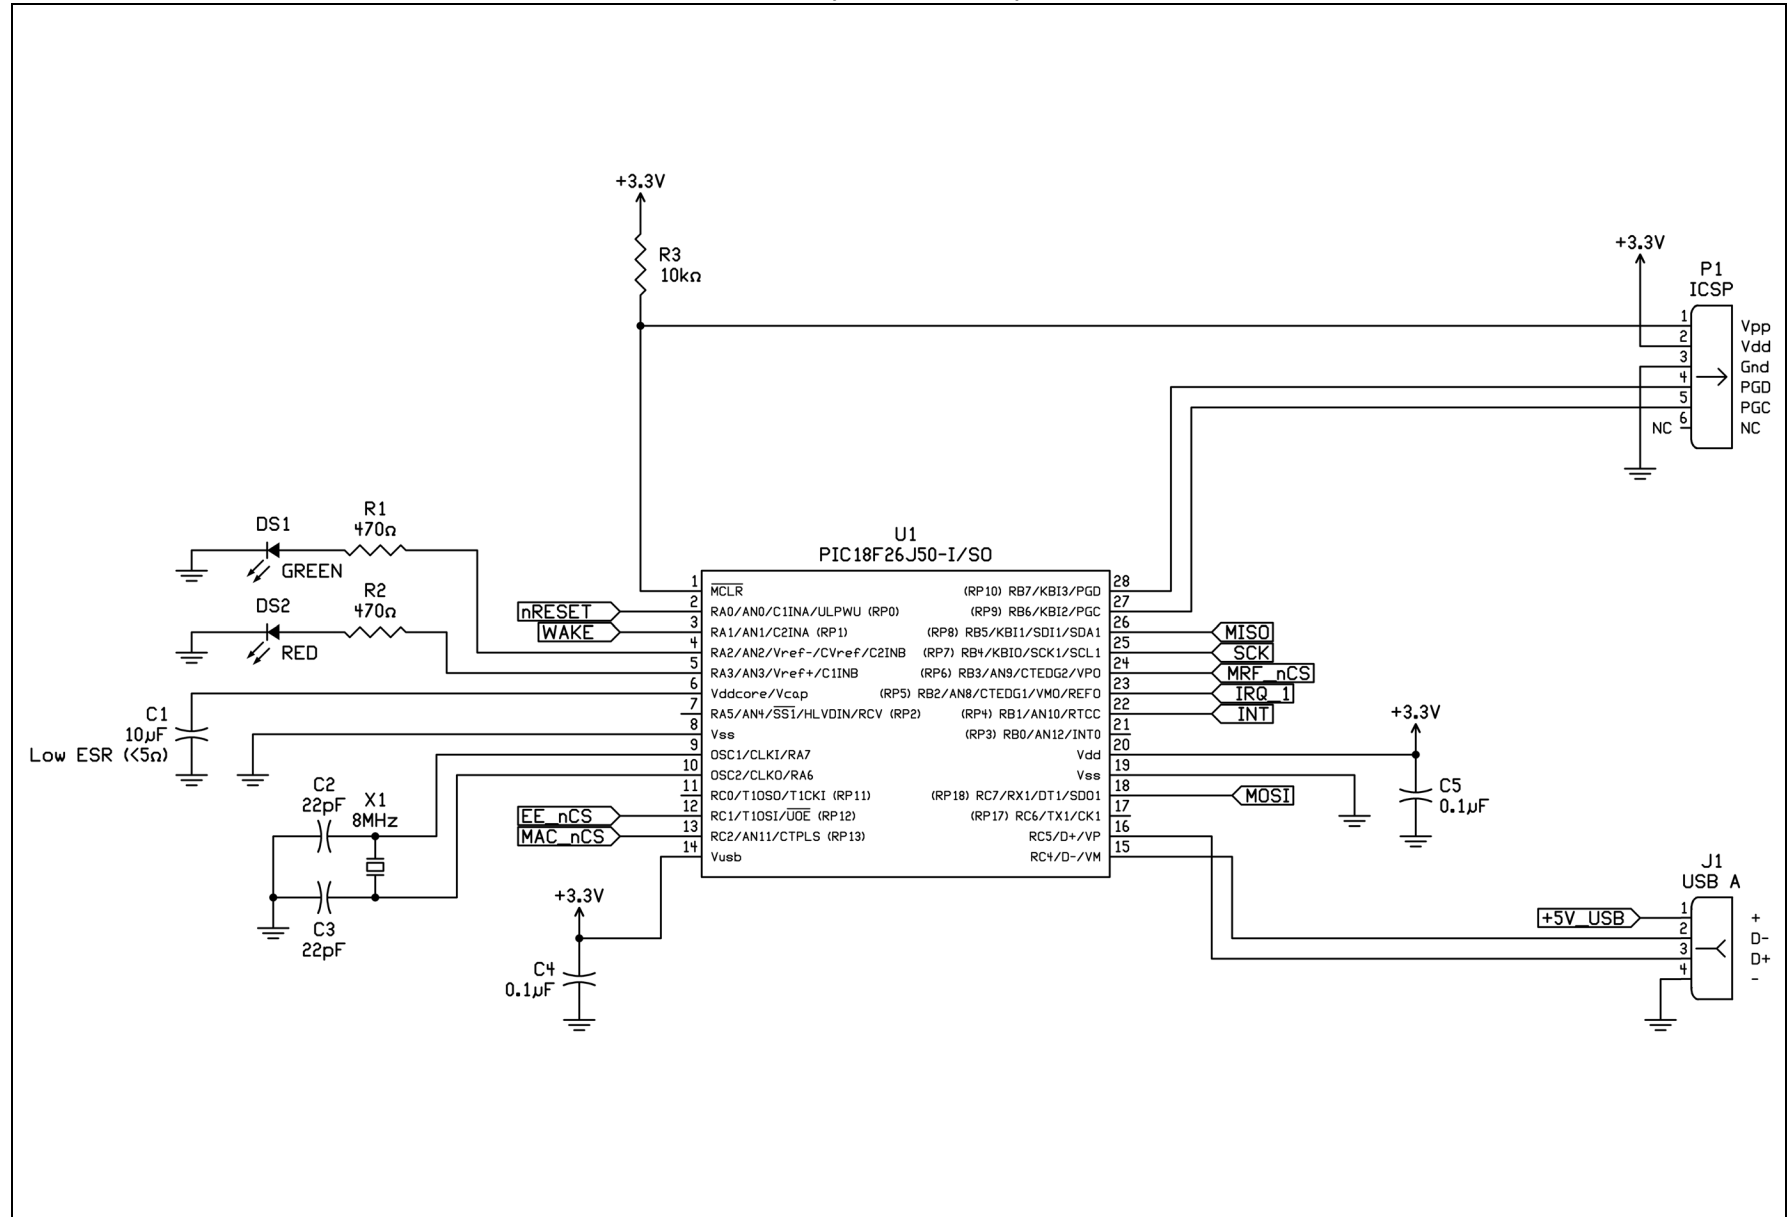 +3.3V
R3
10kΩ
+3.3V
P1
ICSP
1 Vpp
2 Vdd
3 Gnd
4 PGD
5 PGC
NC 6 NC
R1
470Ω
DS1
GREEN
R2
470Ω
DS2
RED
U1
PIC18F26J50-I/SO
1 MCLR
nRESET 2 RA0/AN0/C1INA/ULPWU (RP0)
WAKE 3 RA1/AN1/C2INA (RP1)
4 RA2/AN2/Vref-/CVref/C2INB
5 RA3/AN3/Vref+/C1INB
6 Vddcore/Vcap
7 RA5/AN4/SS1/HLVDIN/RCV (RP2)
8 Vss
9 OSC1/CLKI/RA7
10 OSC2/CLKO/RA6
11 RC0/T1OSO/T1CKI (RP11)
EE_nCS 12 RC1/T1OSI/UOE (RP12)
MAC_nCS 13 RC2/AN11/CTPLS (RP13)
14 Vusb
(RP10) RB7/KBI3/PGD 28
(RP9) RB6/KBI2/PGC 27
(RP8) RB5/KBI1/SDI1/SDA1 26 MISO
(RP7) RB4/KBI0/SCK1/SCL1 25 SCK
(RP6) RB3/AN9/CTEDG2/VPO 24 MRF_nCS
(RP5) RB2/AN8/CTEDG1/VMO/REFO 23 IRQ_1
(RP4) RB1/AN10/RTCC 22 INT
(RP3) RB0/AN12/INT0 21
Vdd 20
Vss 19
(RP18) RC7/RX1/DT1/SDO1 18 MOSI
(RP17) RC6/TX1/CK1 17
RC5/D+/VP 16
RC4/D-/VM 15
C1
10µF
Low ESR (<5Ω)
C2
22pF
X1
8MHz
C3
22pF
+3.3V
C4
0.1µF
+3.3V
C5
0.1µF
J1
USB A
+5V_USB 1 +
2 D-
3 D+
4 -